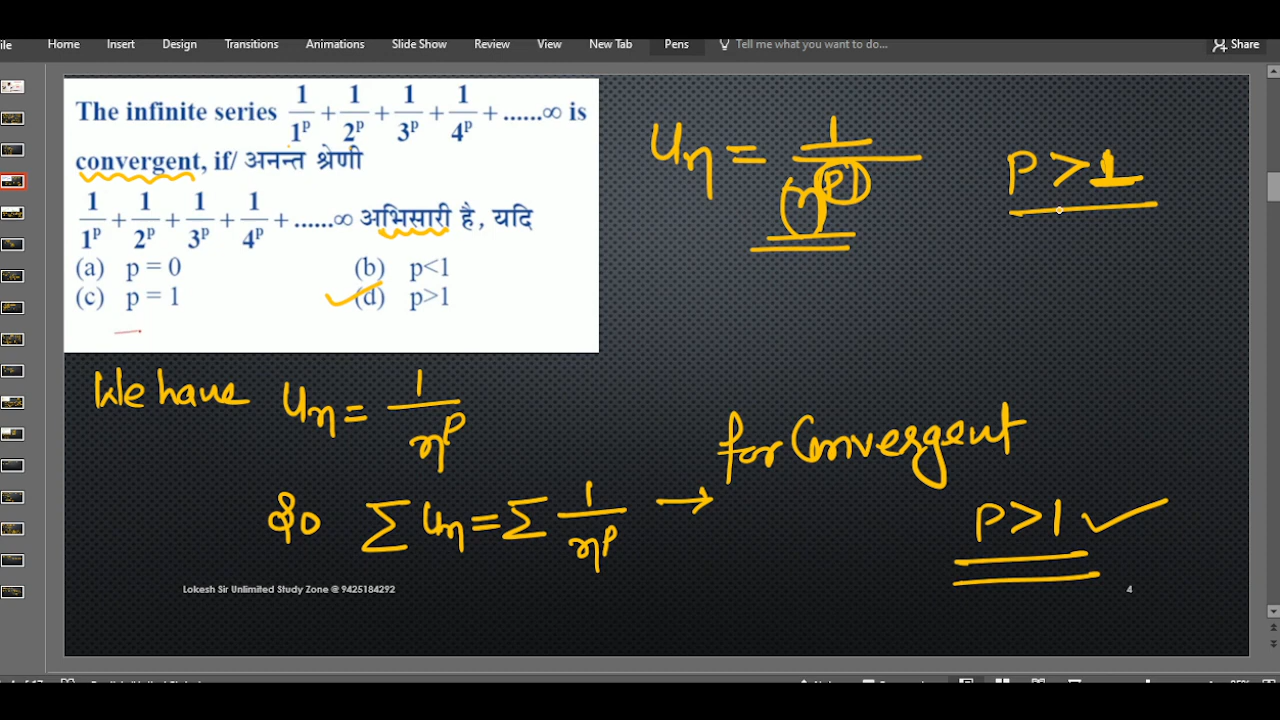 File Home Insert Design Transitions Animations Slide Show Review View New Tab Pens Tell me what you want to do... Share
The infinite series 1/1^p + 1/2^p + 1/3^p + 1/4^p + ......∞ is
convergent, if/ अनन्त श्रेणी
1/1^p + 1/2^p + 1/3^p + 1/4^p + ......∞ अभिसारी है, यदि
(a) p = 0 (b) p<1
(c) p = 1 (d) p>1
Un = 1/n^p P > 1
We have Un = 1/n^p
So ∑ Un = ∑ 1/n^p → for Convergent
P > 1 ✓
Lokesh Sir Unlimited Study Zone @ 9425184292 4